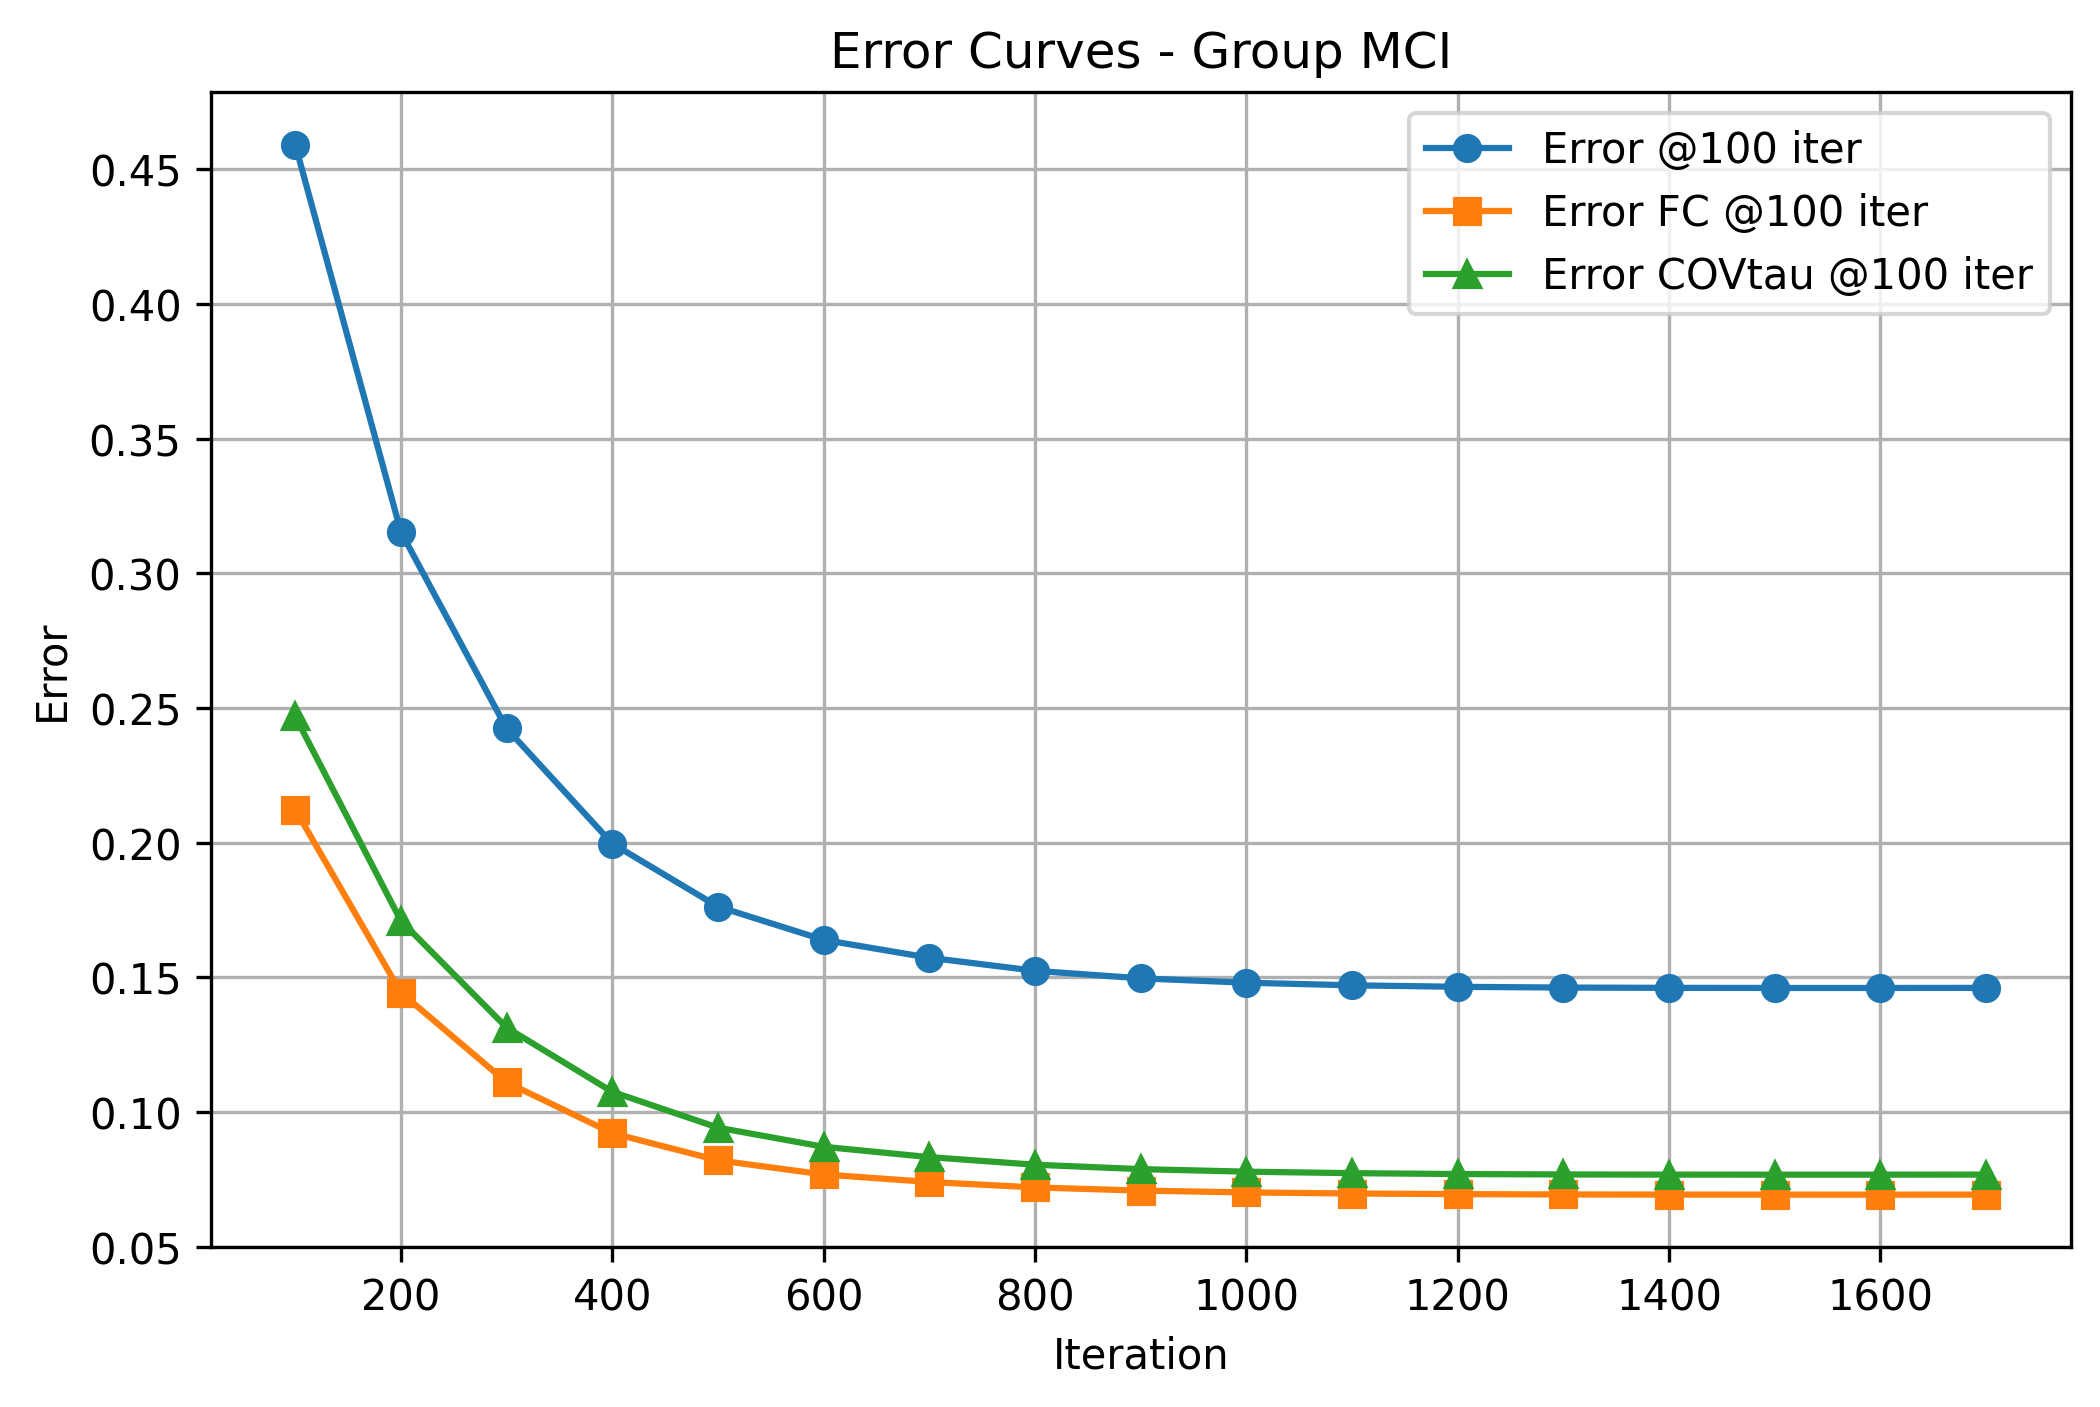 Error Curves - Group MCI
Error @100 iter
Error FC @100 iter
Error COVtau @100 iter
Error
0.45
0.40
0.35
0.30
0.25
0.20
0.15
0.10
0.05
200 400 600 800 1000 1200 1400 1600
Iteration